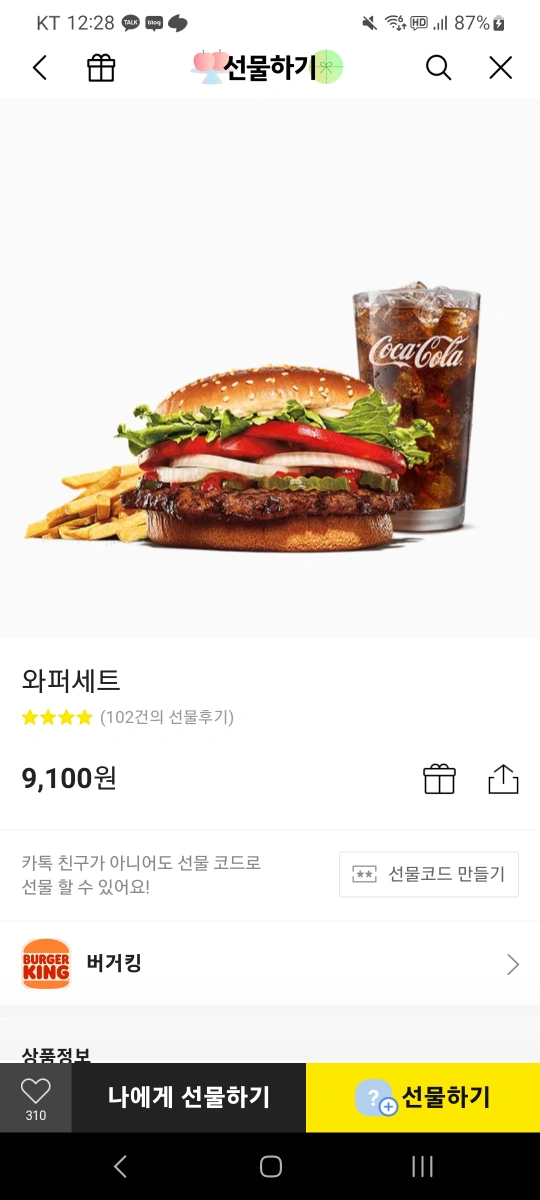 KT 12:28 TALK blog HD 87%
선물하기
Coca-Cola
와퍼세트
(102건의 선물후기)
9,100원
카톡 친구가 아니어도 선물 코드로
선물 할 수 있어요!
선물코드 만들기
BURGER
KING
버거킹
상품정보
310
나에게 선물하기
? 선물하기